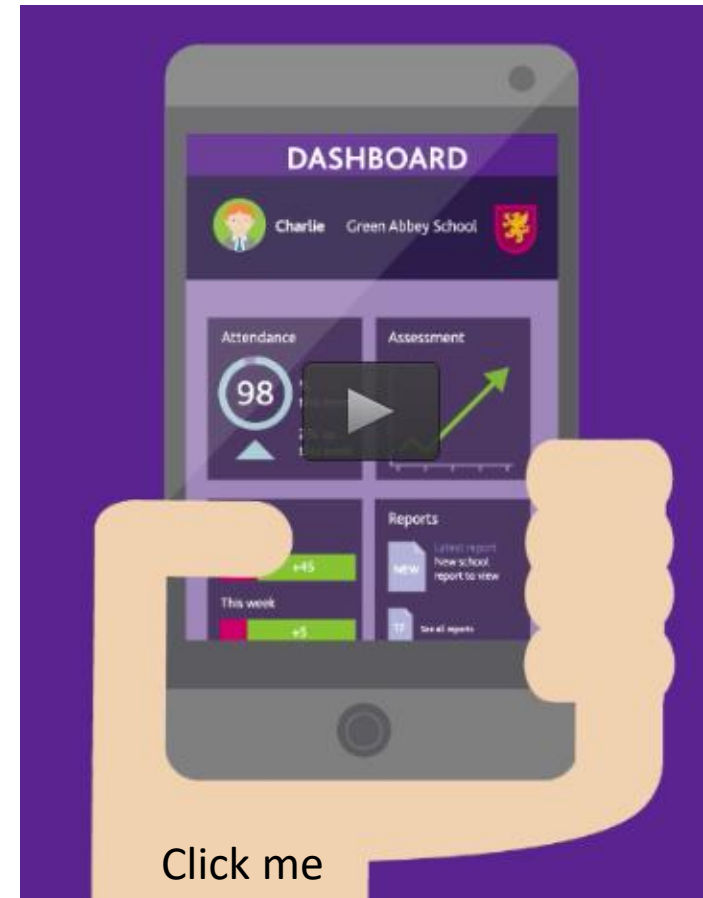 DASHBOARD
Charlie Green Abbey School
Attendance
98
Assessment
+45
This week
+5
Reports
NEW
Latest report
New school
report to view
See all reports
Click me